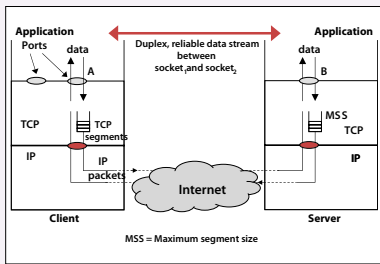 Application
Application
Ports
data
A
Duplex, reliable data stream
between
socket1and socket2
data
B
TCP
TCP
segments
MSS
TCP
IP
IP
packets
IP
Internet
Client
Server
MSS = Maximum segment size